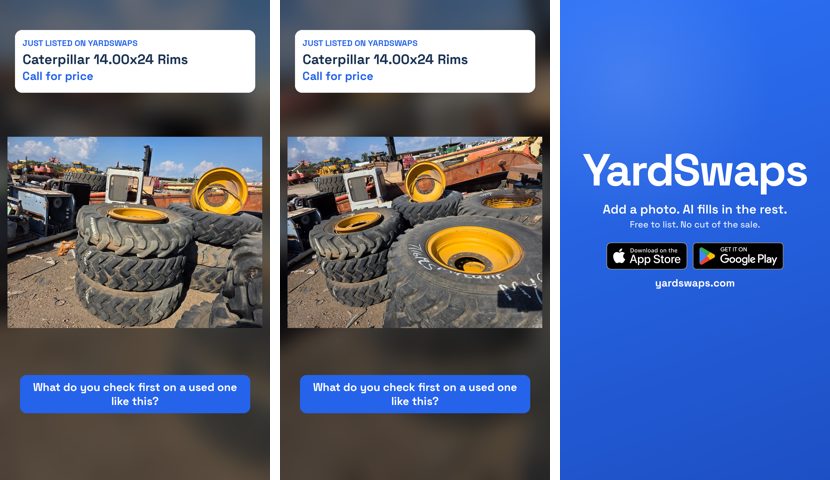 JUST LISTED ON YARDSWAPS
Caterpillar 14.00x24 Rims
Call for price
What do you check first on a used one
like this?
JUST LISTED ON YARDSWAPS
Caterpillar 14.00x24 Rims
Call for price
What do you check first on a used one
like this?
YardSwaps
Add a photo. AI fills in the rest.
Free to list. No cut of the sale.
Download on the
App Store
GET IT ON
Google Play
yardswaps.com